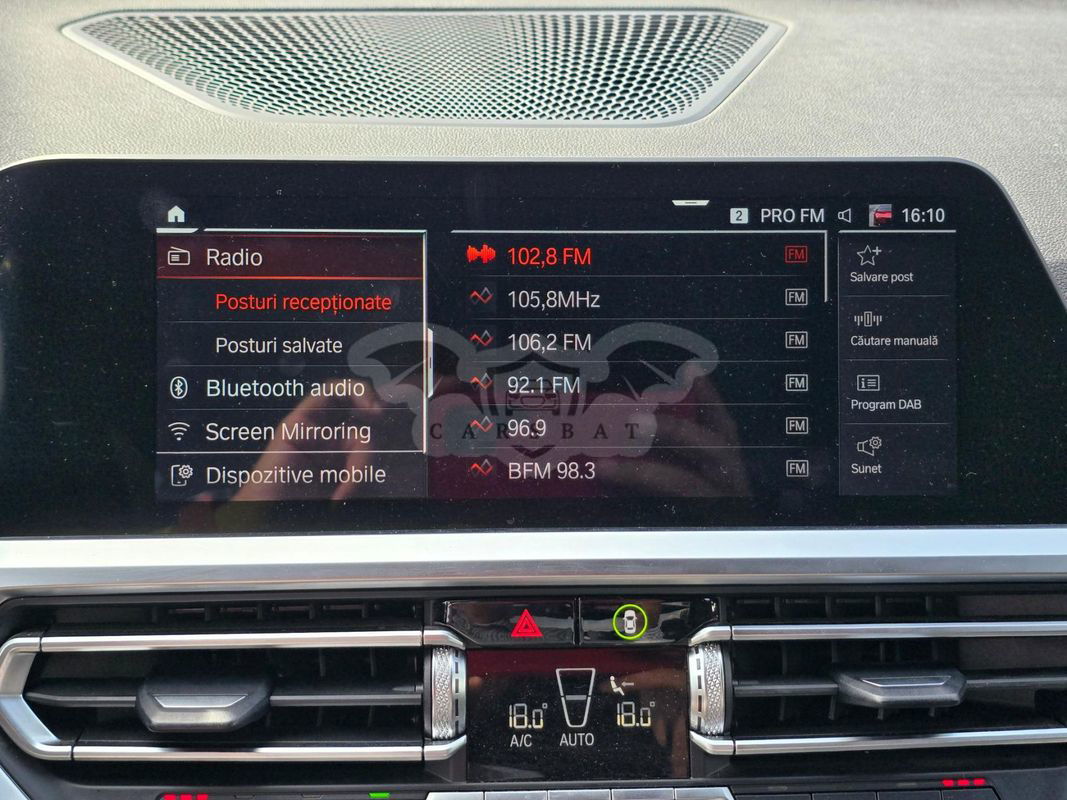 2 PRO FM 16:10
Radio
Posturi recepționate
Posturi salvate
Bluetooth audio
Screen Mirroring
Dispozitive mobile
102,8 FM FM
105,8MHz FM
106,2 FM FM
92.1 FM FM
96.9 FM
BFM 98.3 FM
Salvare post
Căutare manuală
Program DAB
Sunet
CARSBAT
18.0° 18.0°
A/C AUTO